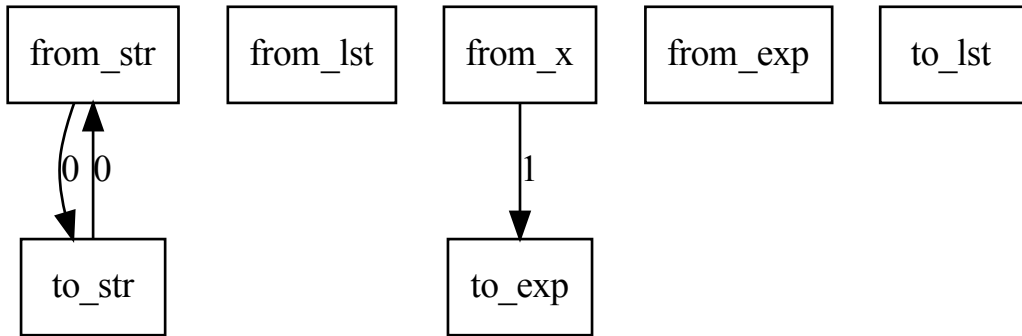 from_str from_lst from_x from_exp to_lst
0 0 1
to_str to_exp